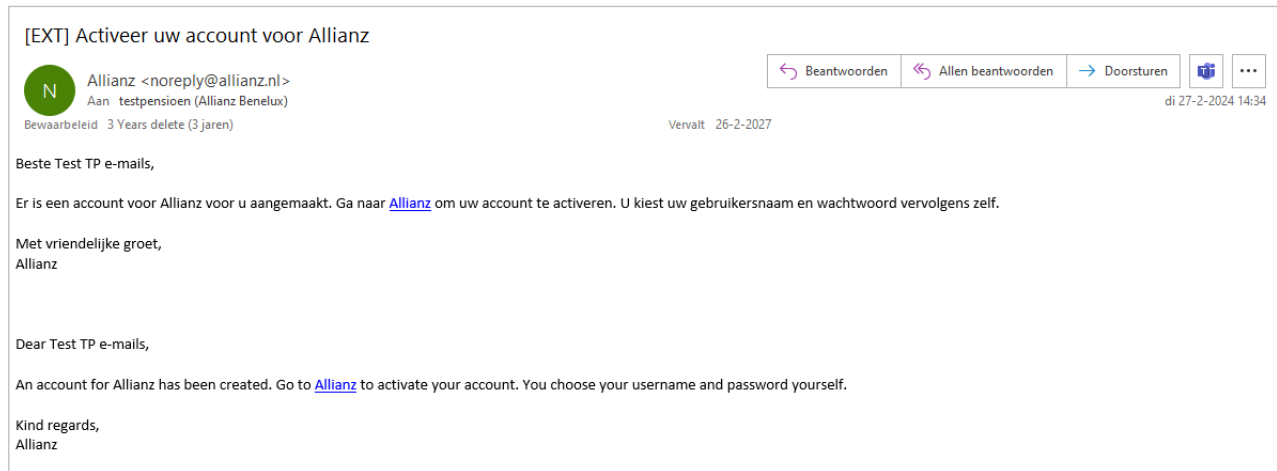 [EXT] Activeer uw account voor Allianz
N
Allianz <noreply@allianz.nl>
Beantwoorden Allen beantwoorden Doorsturen
Aan testpensioen (Allianz Benelux)
di 27-2-2024 14:34
Bewaarbeleid 3 Years delete (3 jaren) Vervalt 26-2-2027
Beste Test TP e-mails,
Er is een account voor Allianz voor u aangemaakt. Ga naar Allianz om uw account te activeren. U kiest uw gebruikersnaam en wachtwoord vervolgens zelf.
Met vriendelijke groet,
Allianz
Dear Test TP e-mails,
An account for Allianz has been created. Go to Allianz to activate your account. You choose your username and password yourself.
Kind regards,
Allianz